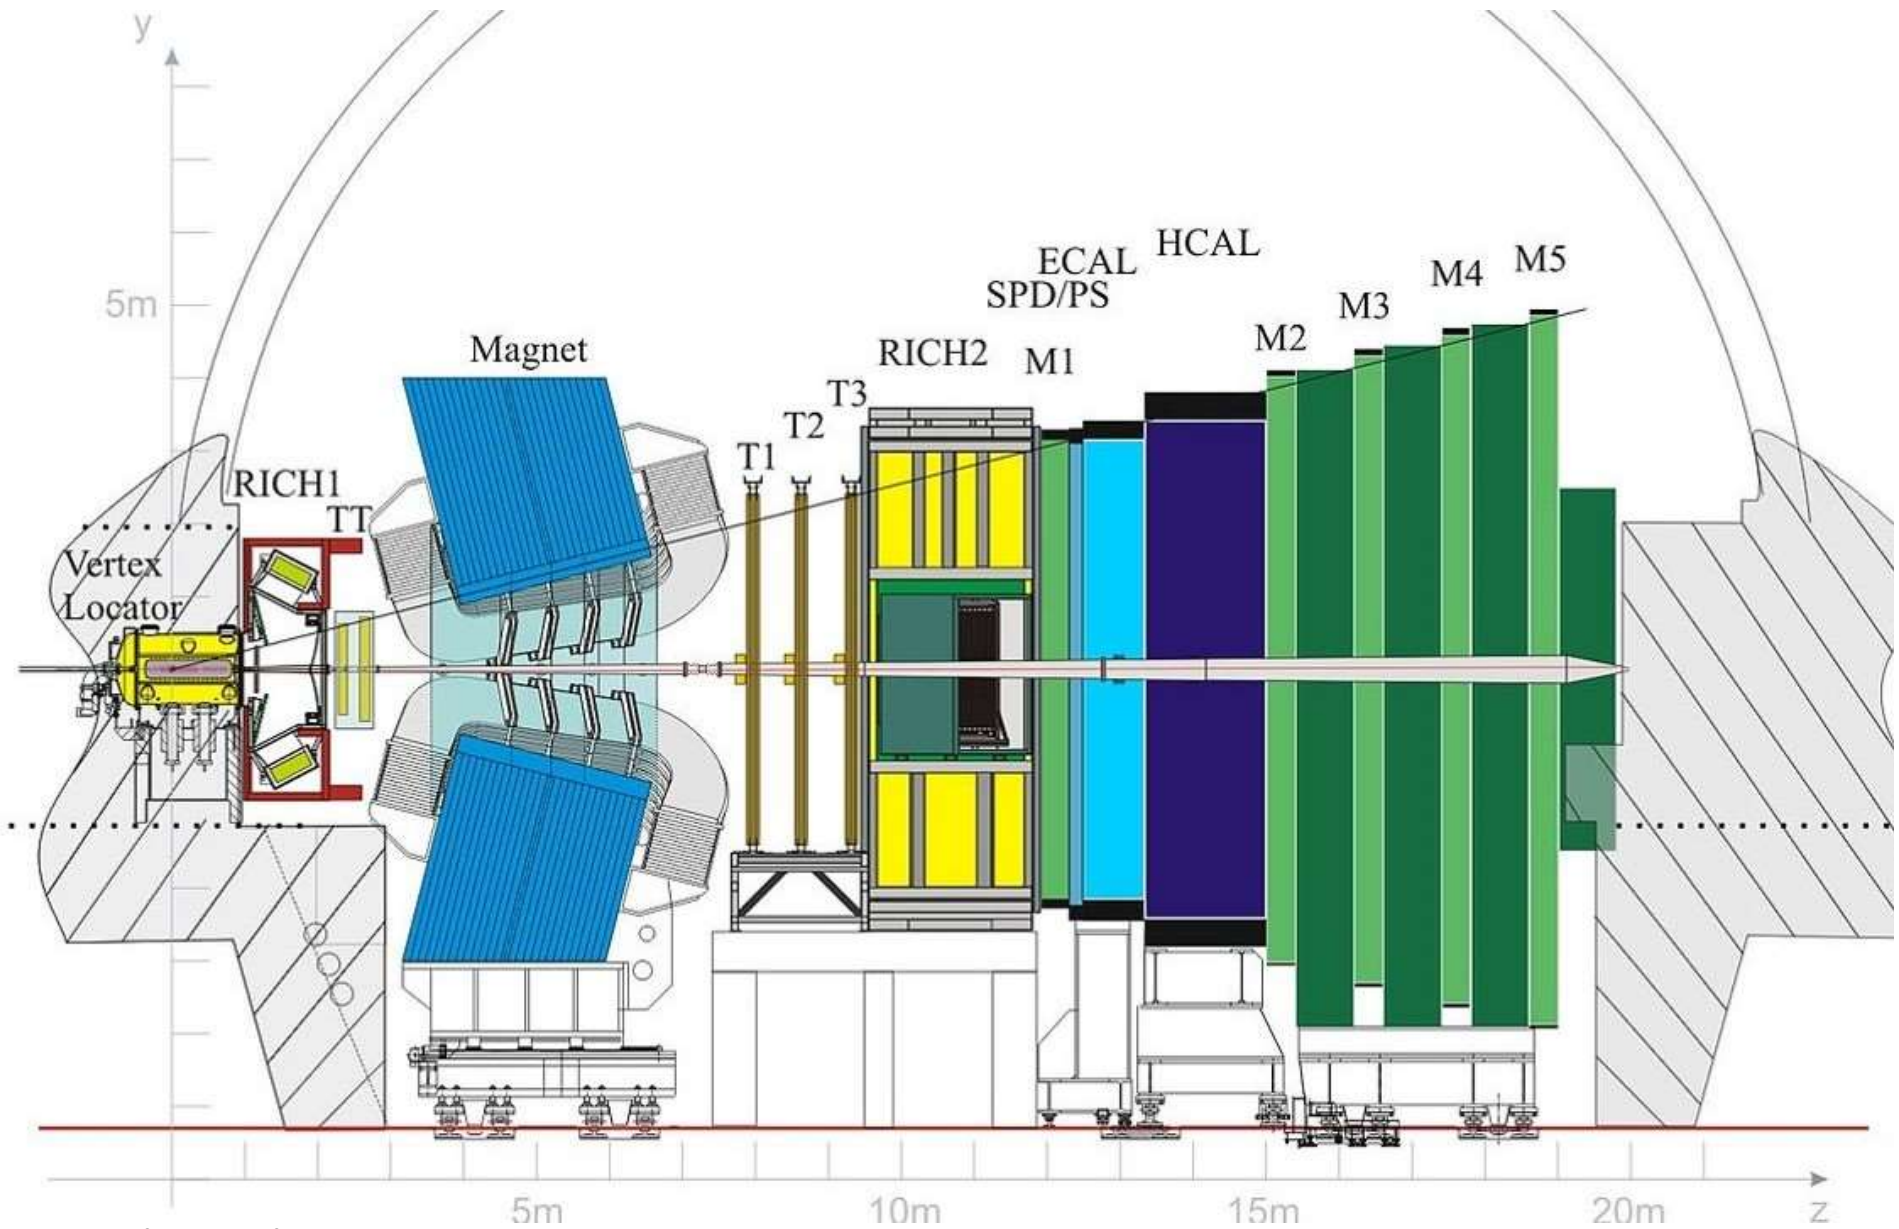 y
5m
HCAL
ECAL
SPD/PS
M5
M4
M3
M2
M1
RICH2
Magnet
T3
T2
T1
RICH1
TT
Vertex
Locator
5m
10m
15m
20m
z